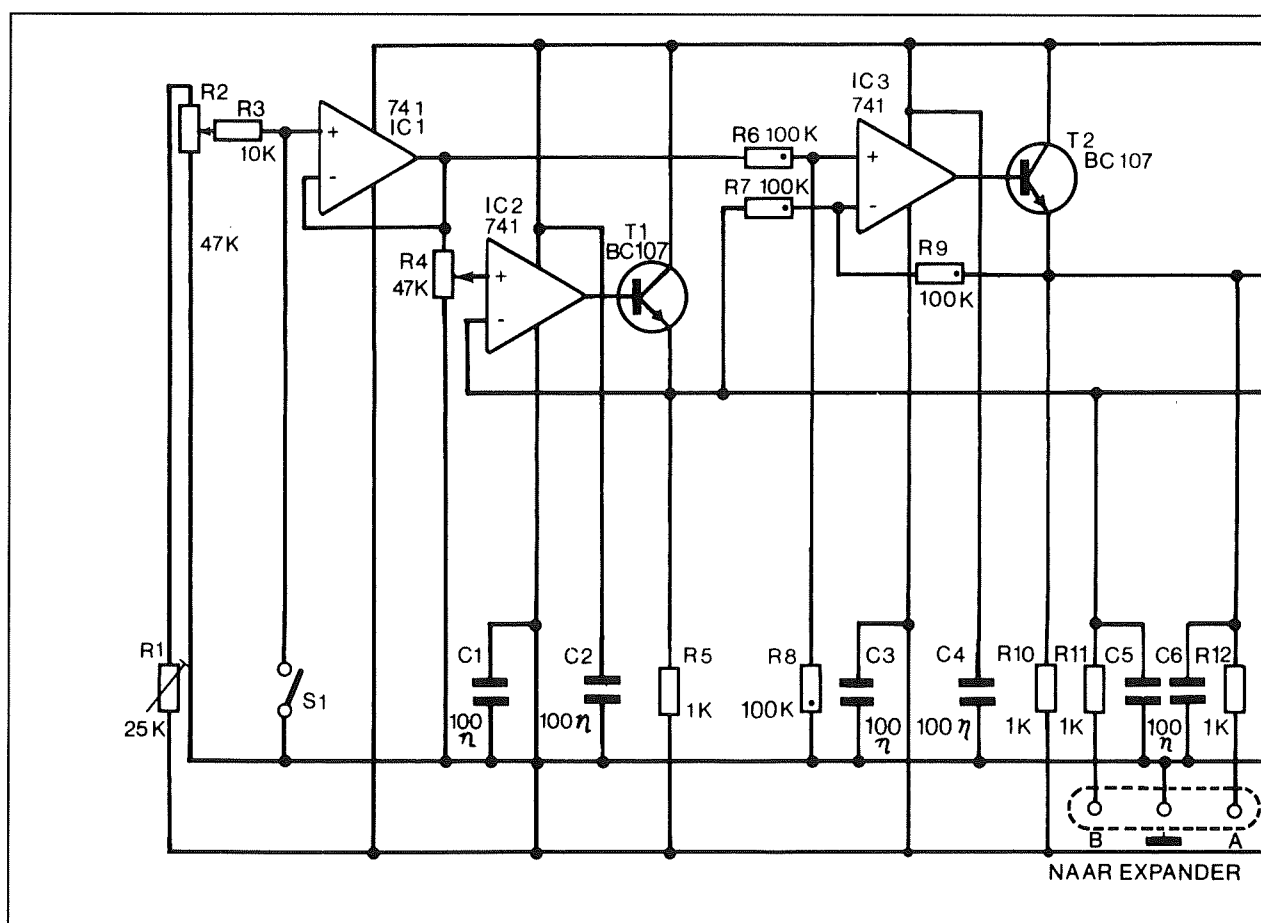 R2
R3
10K
47K
+
-
741
IC1
R4
47K
IC2
741
+
-
T1
BC107
R6 100K
R7 100K
IC3
741
+
-
T2
BC107
R9
100K
R1
25K
S1
C1
100
η
C2
100η
R5
1K
R8
100K
C3
100
η
C4
100η
R10
1K
R11
1K
C5
C6
100
η
R12
1K
B
A
NAAR EXPANDER